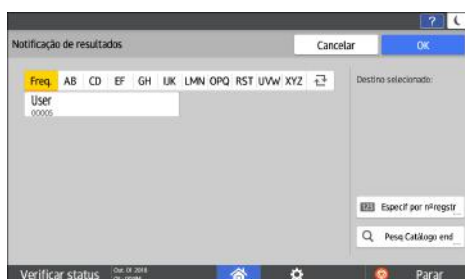 ?
Notificação de resultados
Cancelar
OK
Freq. AB CD EF GH IJK LMN OPQ RST UVW XYZ
Destino selecionado:
User
00005
Especif por nºregistr
Pesq Catálogo end
Verificar status
Parar